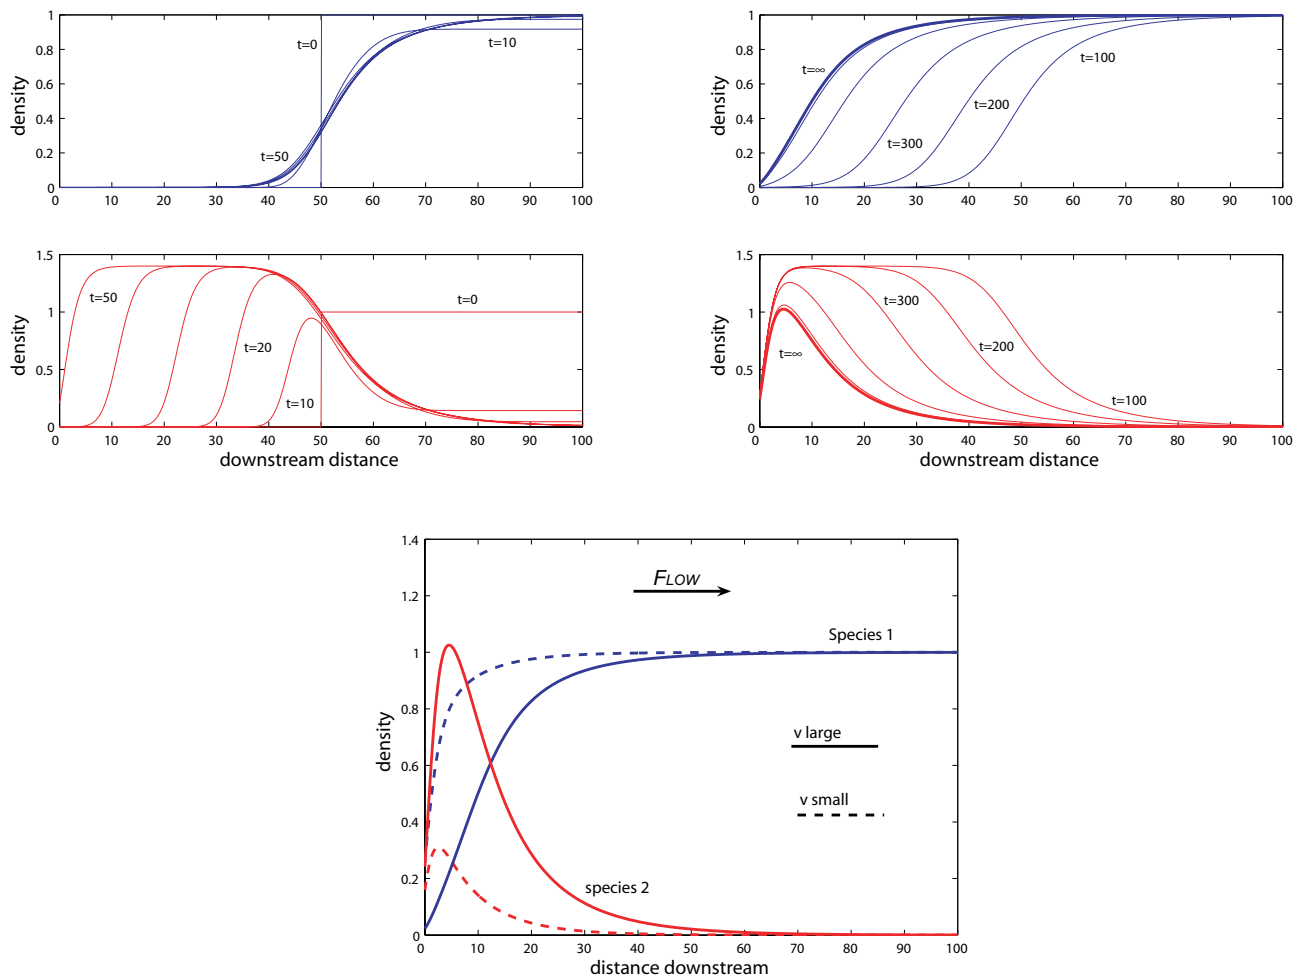 1
0.8
0.6
0.4
0.2
0
density
t=0
t=10
t=50
0 10 20 30 40 50 60 70 80 90 100
1
0.8
0.6
0.4
0.2
0
density
t=∞
t=100
t=200
t=300
0 10 20 30 40 50 60 70 80 90 100
1.5
1
0.5
0
density
t=50
t=0
t=20
t=10
0 10 20 30 40 50 60 70 80 90 100
downstream distance
1.5
1
0.5
0
density
t=300
t=∞
t=200
t=100
0 10 20 30 40 50 60 70 80 90 100
downstream distance
1.4
1.2
1
0.8
0.6
0.4
0.2
0
density
FLOW
Species 1
v large
v small
species 2
0 10 20 30 40 50 60 70 80 90 100
distance downstream